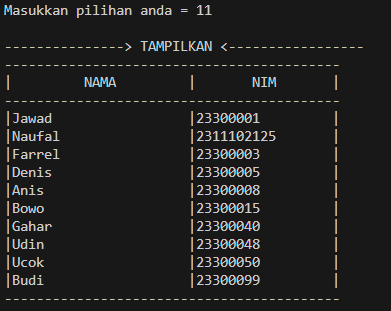 Masukkan pilihan anda = 11
---------------> TAMPILKAN <-----------------
------------------------------------------
| NAMA | NIM |
------------------------------------------
|Jawad |23300001 |
|Naufal |2311102125 |
|Farrel |23300003 |
|Denis |23300005 |
|Anis |23300008 |
|Bowo |23300015 |
|Gahar |23300040 |
|Udin |23300048 |
|Ucok |23300050 |
|Budi |23300099 |
------------------------------------------